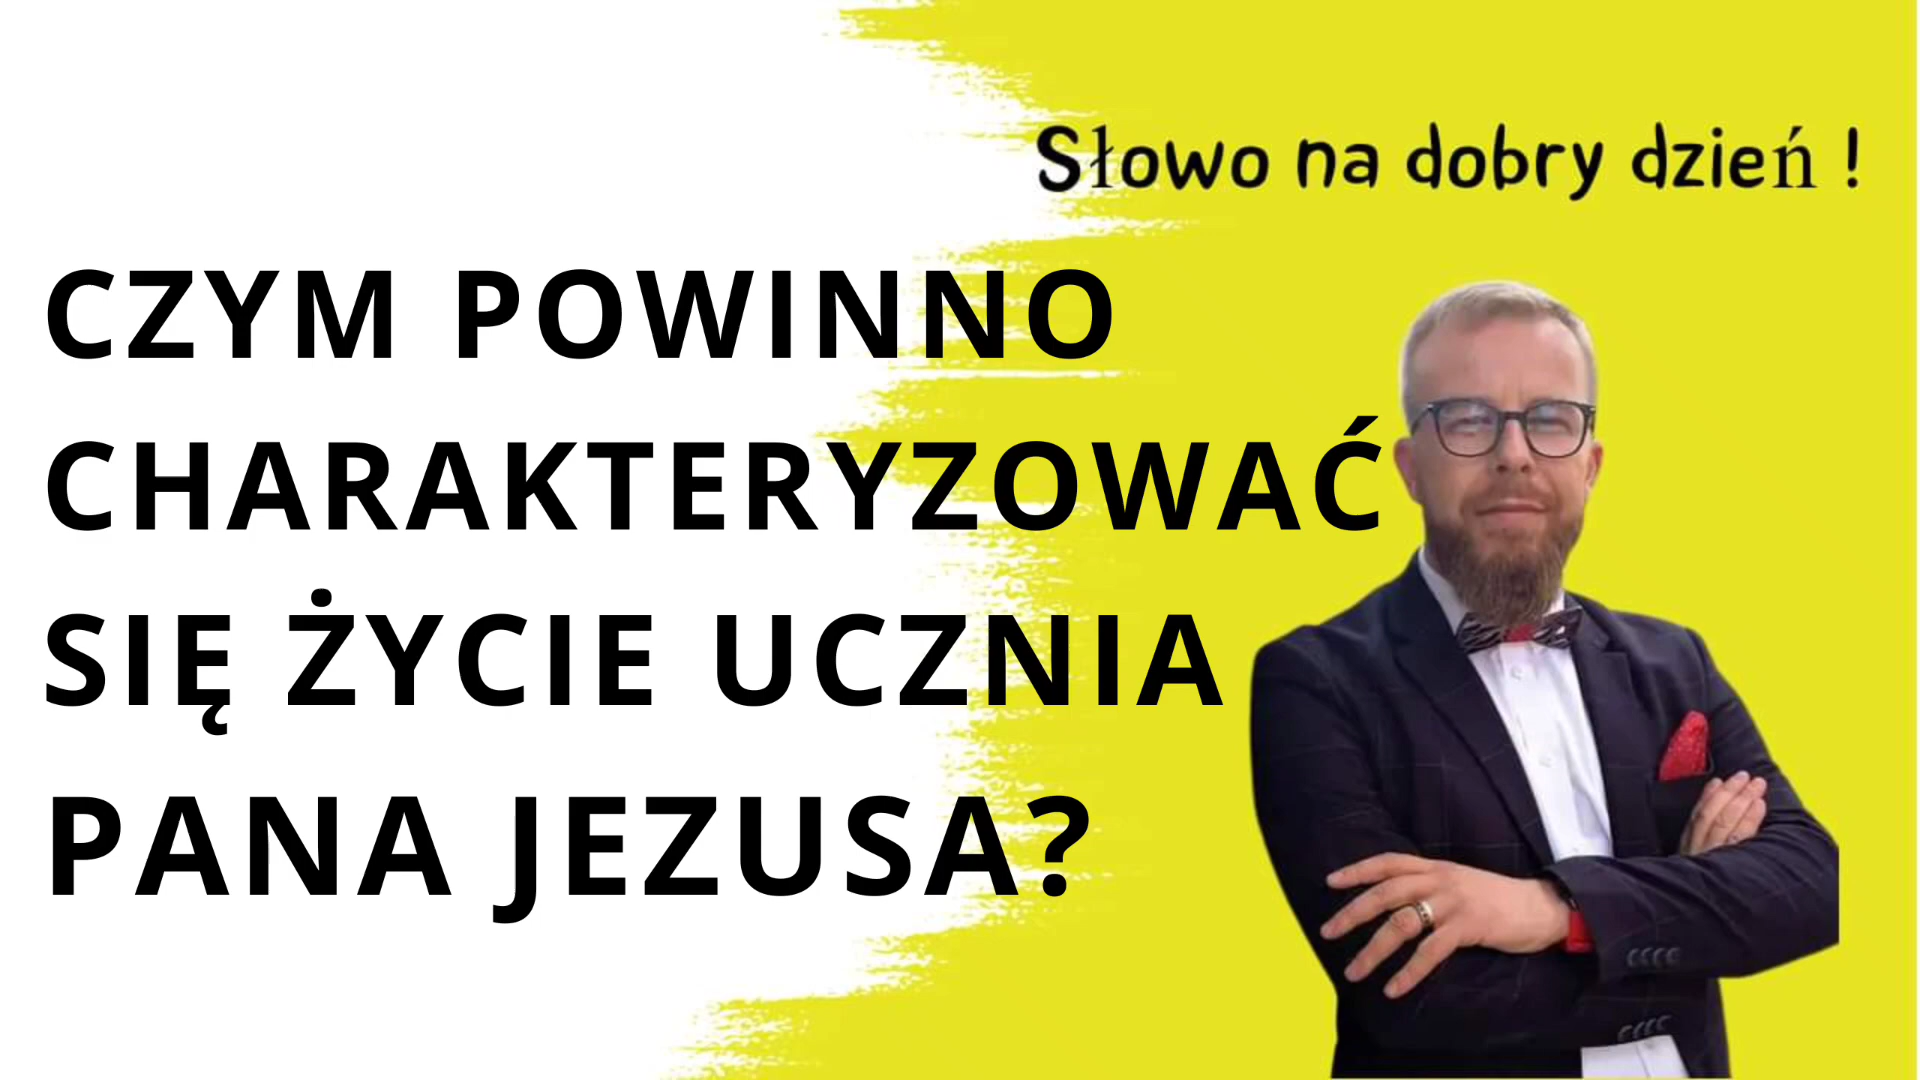 Słowo na dobry dzień !
CZYM POWINNO
CHARAKTERYZOWAĆ
SIĘ ŻYCIE UCZNIA
PANA JEZUSA?